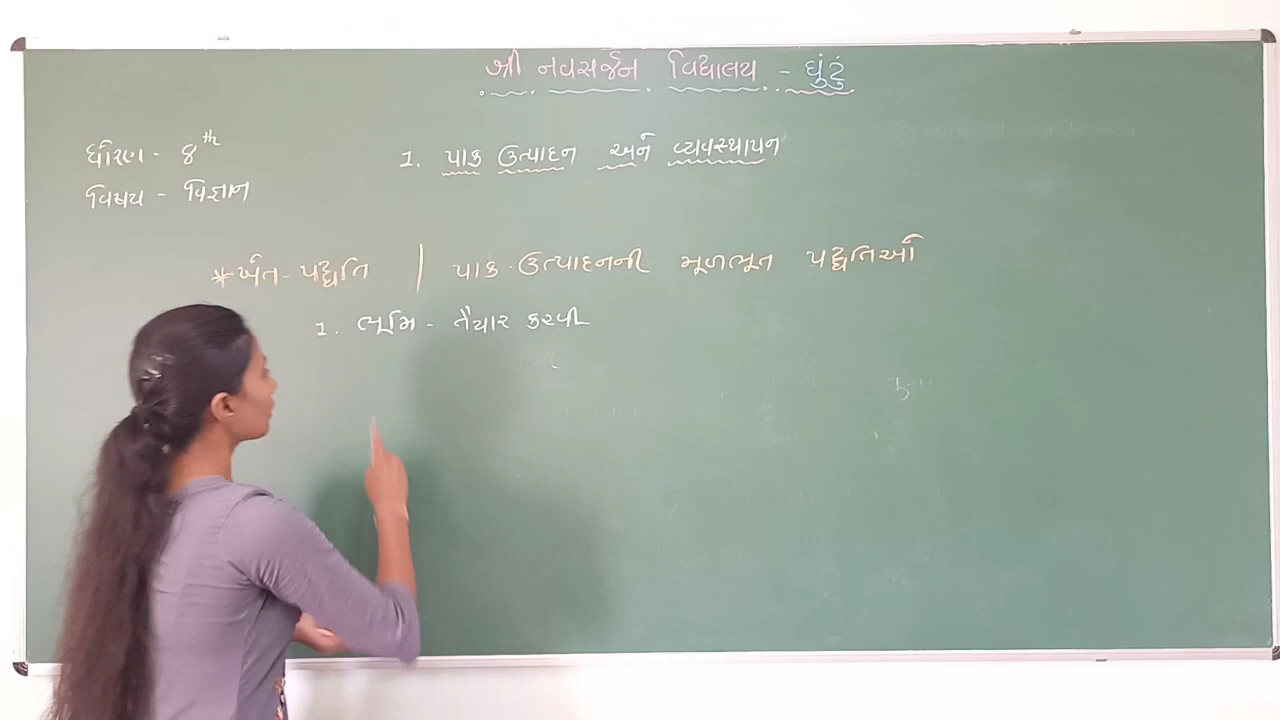 શ્રી નવસર્જન વિદ્યાલય - ઘુંટું
ધોરણ - 8th
1. પાક ઉત્પાદન અને વ્યવસ્થાપન
વિષય - વિજ્ઞાન
* ખેત - પદ્ધતિ | પાક ઉત્પાદનની મૂળભૂત પદ્ધતિઓ
1. ભૂમિ - તૈયાર કરવી